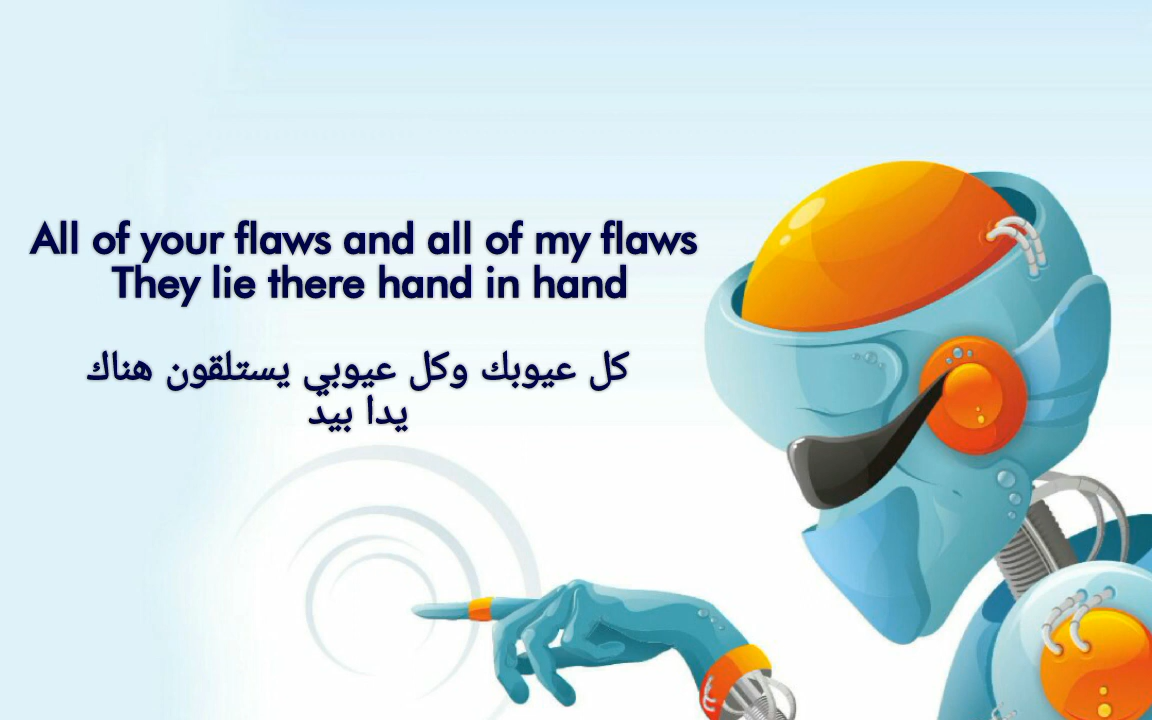 All of your flaws and all of my flaws
They lie there hand in hand
كل عيوبك وكل عيوبي يستلقون هناك
يدا بيد